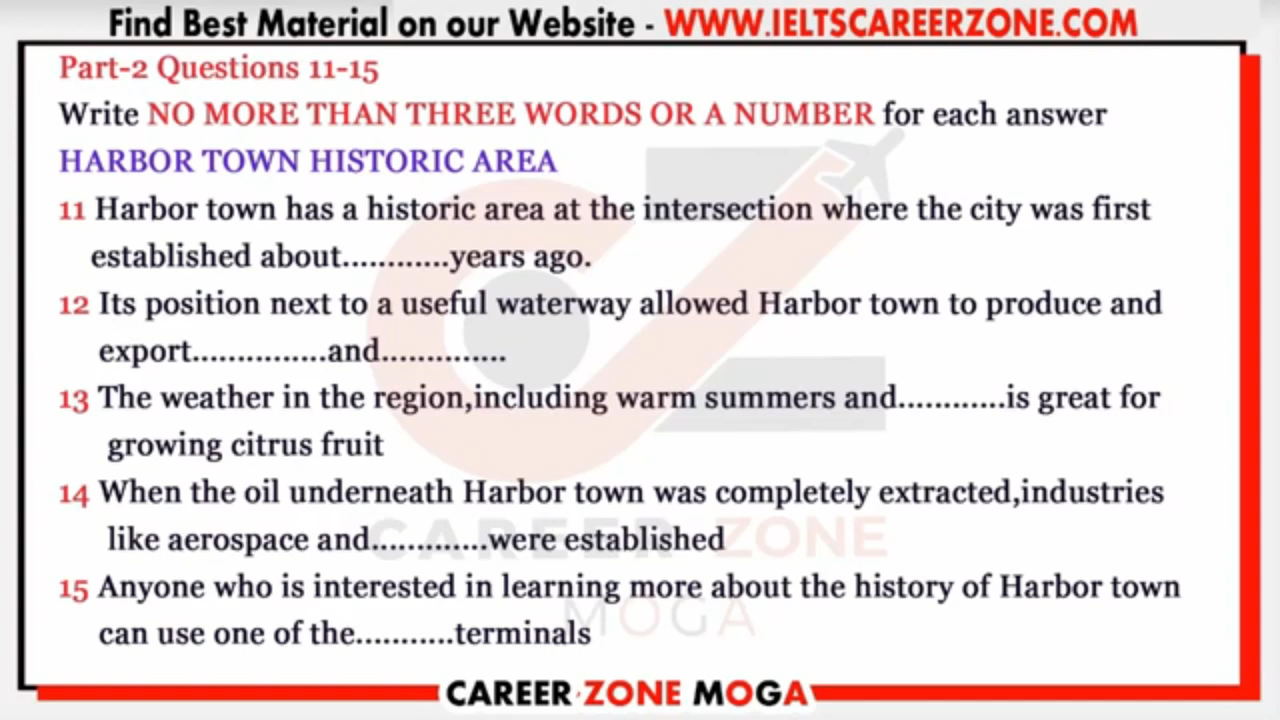 Find Best Material on our Website - WWW.IELTSCAREERZONE.COM
Part-2 Questions 11-15
Write NO MORE THAN THREE WORDS OR A NUMBER for each answer
HARBOR TOWN HISTORIC AREA
11 Harbor town has a historic area at the intersection where the city was first
established about............years ago.
12 Its position next to a useful waterway allowed Harbor town to produce and
export...............and..............
13 The weather in the region,including warm summers and............is great for
growing citrus fruit
14 When the oil underneath Harbor town was completely extracted,industries
like aerospace and.............were established
CAREER ZONE
15 Anyone who is interested in learning more about the history of Harbor town
MOGA
can use one of the...........terminals
CAREER ZONE MOGA